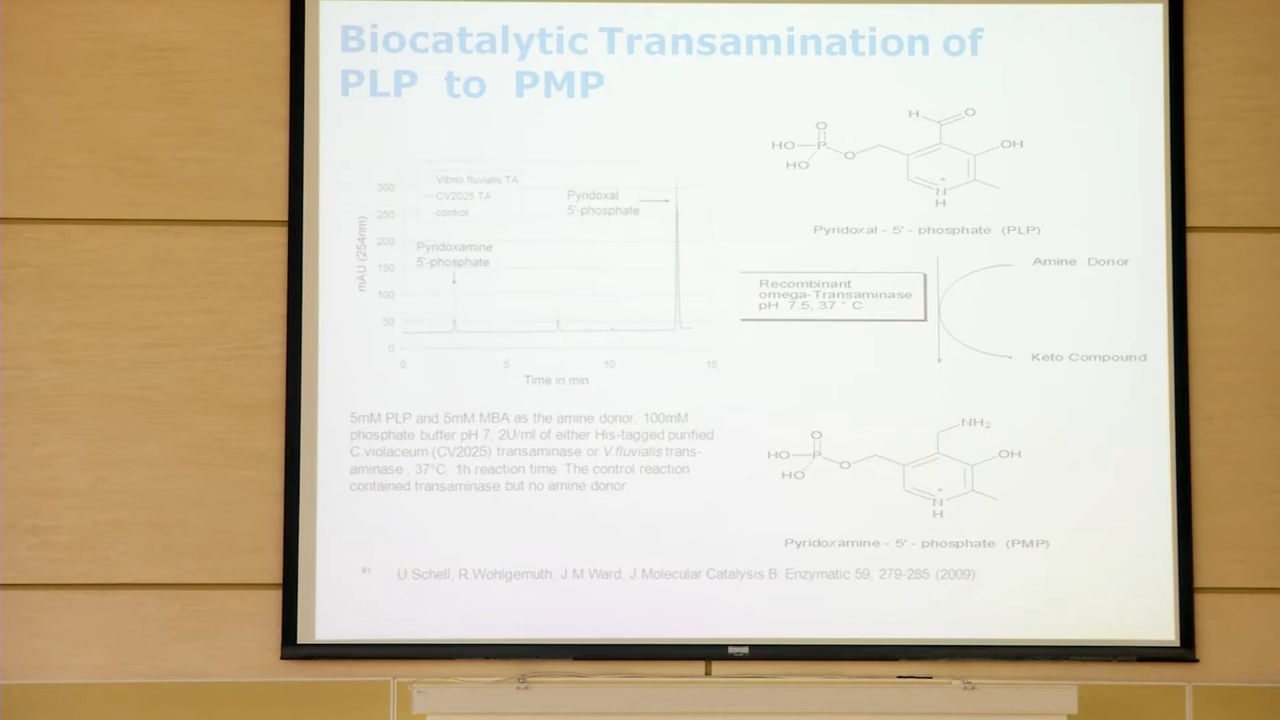 Biocatalytic Transamination of
PLP to PMP
Vibrio fluvialis TA
CV2025 TA
control
Pyridoxal
5'-phosphate
Pyridoxamine
5'-phosphate
mAU (254nm)
300
250
200
150
100
50
0
0 5 10 15
Time in min
5mM PLP and 5mM MBA as the amine donor, 100mM
phosphate buffer pH 7, 2U/ml of either His-tagged purified
C.violaceum (CV2025) transaminase or V.fluvialis trans-
aminase , 37°C. 1h reaction time. The control reaction
contained transaminase but no amine donor.
H
O
O
HO
P
HO
O
OH
+
N
H
Pyridoxal - 5' - phosphate (PLP)
Amine Donor
Recombinant
omega-Transaminase
pH 7.5, 37 ° C
Keto Compound
NH2
O
HO
P
HO
O
OH
+
N
H
Pyridoxamine - 5' - phosphate (PMP)
41
U.Schell, R.Wohlgemuth, J.M.Ward, J.Molecular Catalysis B: Enzymatic 59, 279-285 (2009)